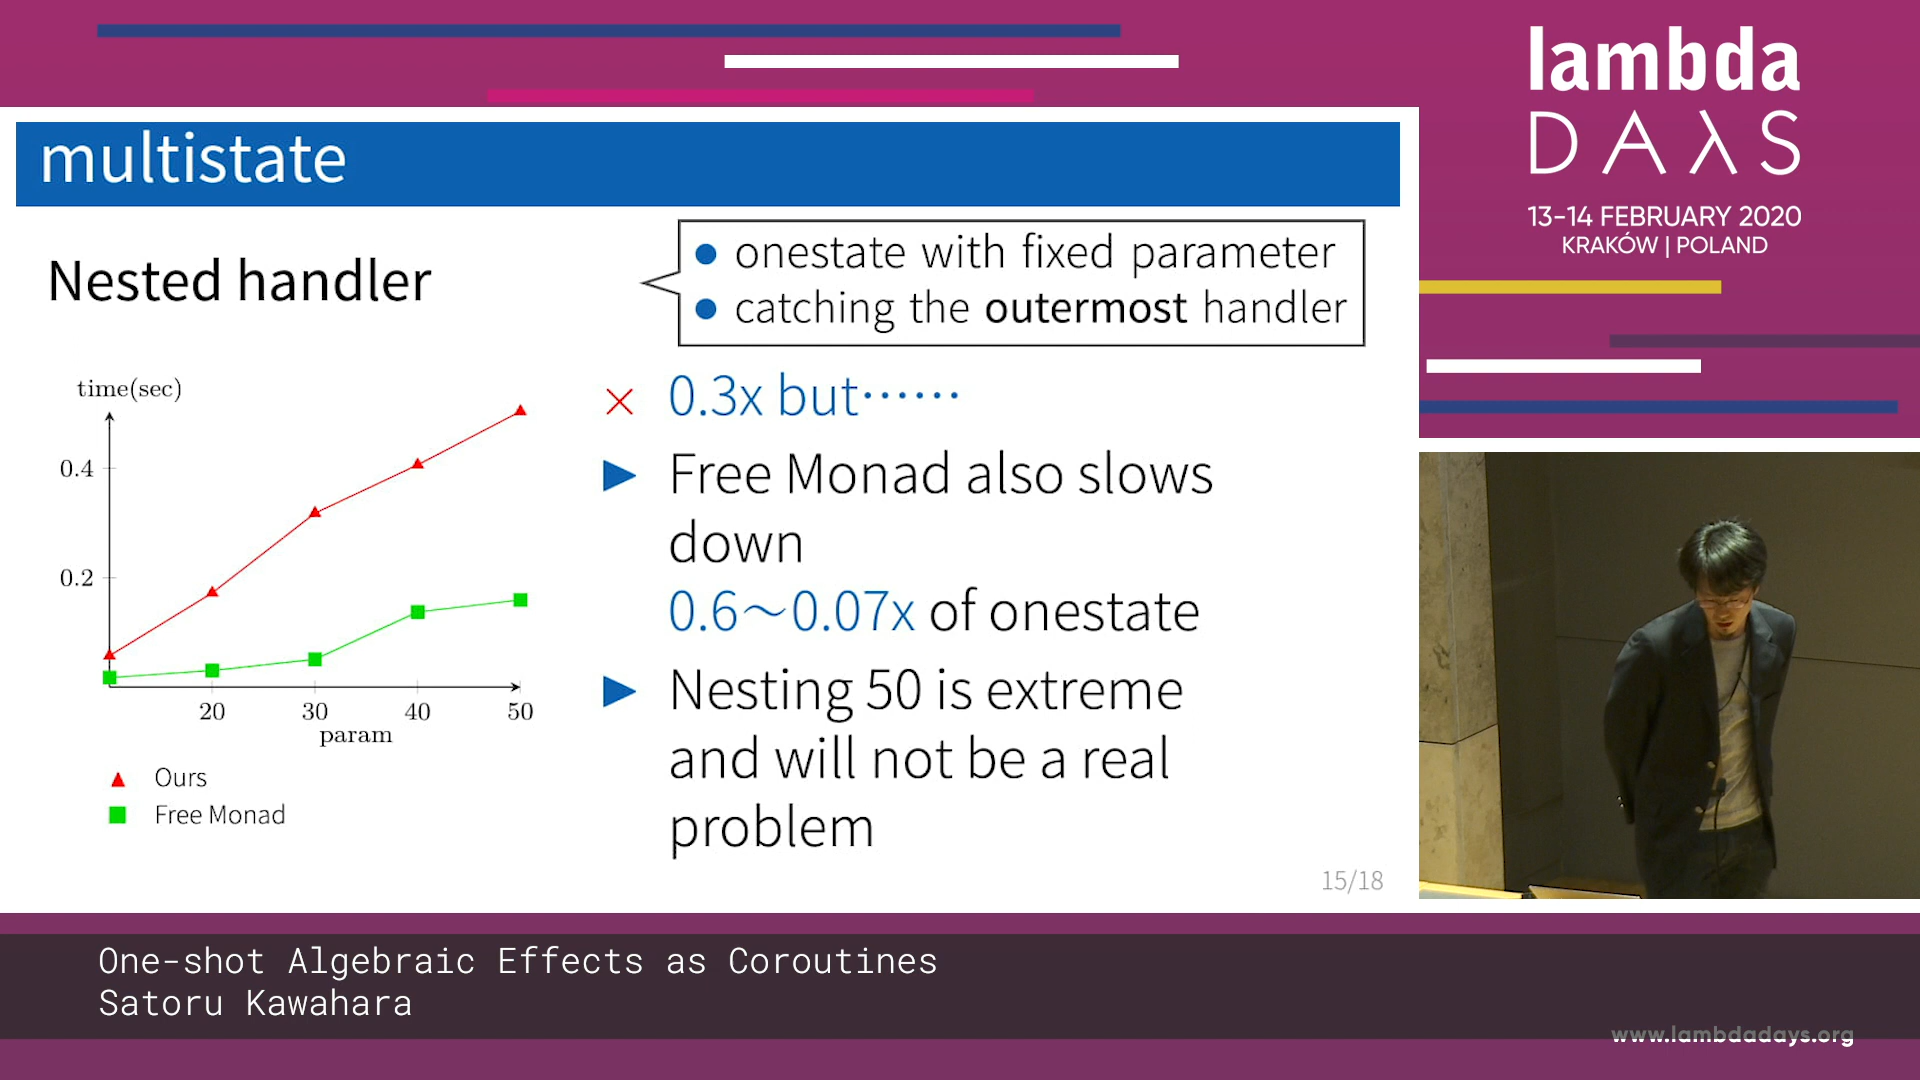 lambda
DAλS
13-14 FEBRUARY 2020
KRAKÓW | POLAND
multistate
Nested handler
● onestate with fixed parameter
● catching the outermost handler
time(sec)
0.4
0.2
20 30 40 50
param
▲ Ours
■ Free Monad
× 0.3x but⋯⋯
▶ Free Monad also slows
down
0.6〜0.07x of onestate
▶ Nesting 50 is extreme
and will not be a real
problem
15/18
One-shot Algebraic Effects as Coroutines
Satoru Kawahara
www.lambdadays.org